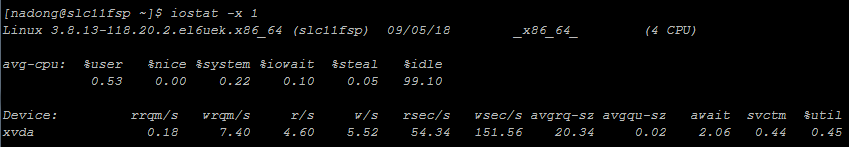 [nadong@slc11fsp ~]$ iostat -x 1
Linux 3.8.13-118.20.2.el6uek.x86_64 (slc11fsp) 09/05/18 _x86_64_ (4 CPU)
avg-cpu: %user %nice %system %iowait %steal %idle
0.53 0.00 0.22 0.10 0.05 99.10
Device: rrqm/s wrqm/s r/s w/s rsec/s wsec/s avgrq-sz avgqu-sz await svctm %util
xvda 0.18 7.40 4.60 5.52 54.34 151.56 20.34 0.02 2.06 0.44 0.45